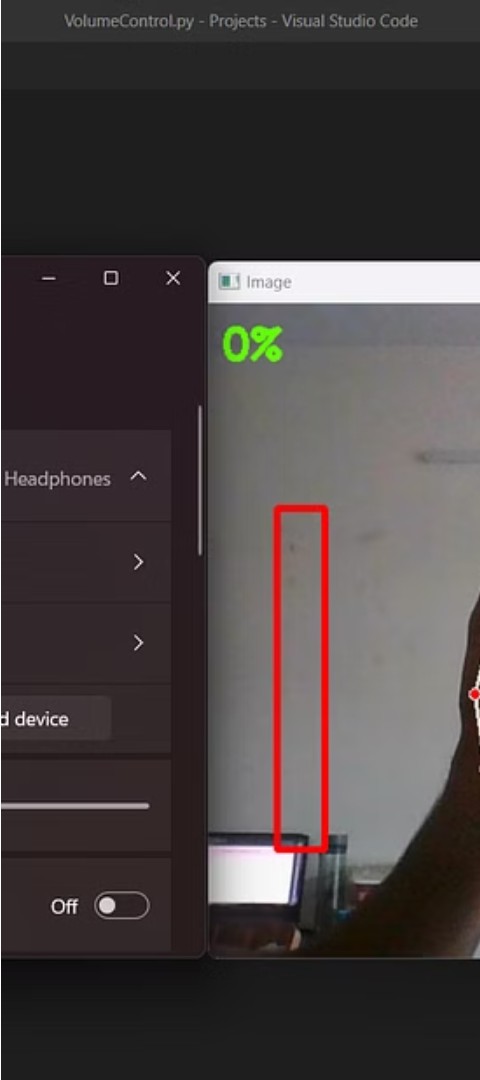 VolumeControl.py - Projects - Visual Studio Code
Image
0%
Headphones
d device
Off